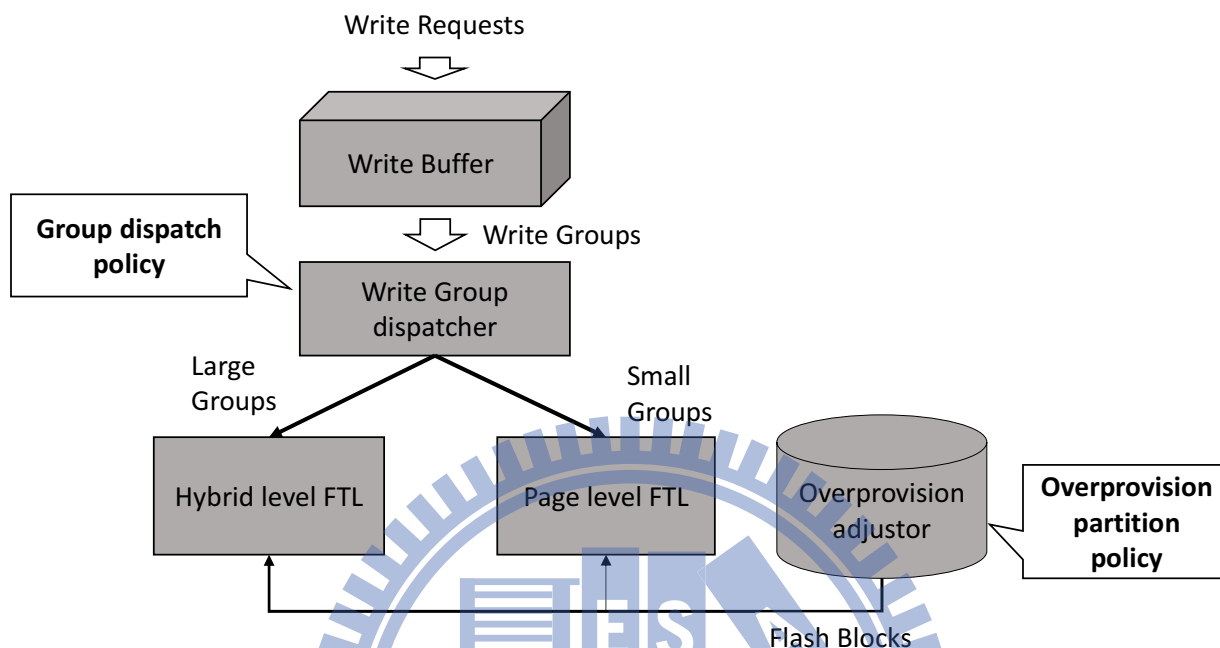 Write Requests
Write Buffer
Group dispatch
policy
Write Groups
Write Group
dispatcher
Large
Groups
Small
Groups
Hybrid level FTL
Page level FTL
Overprovision
adjustor
Overprovision
partition
policy
ES
Flash Blocks